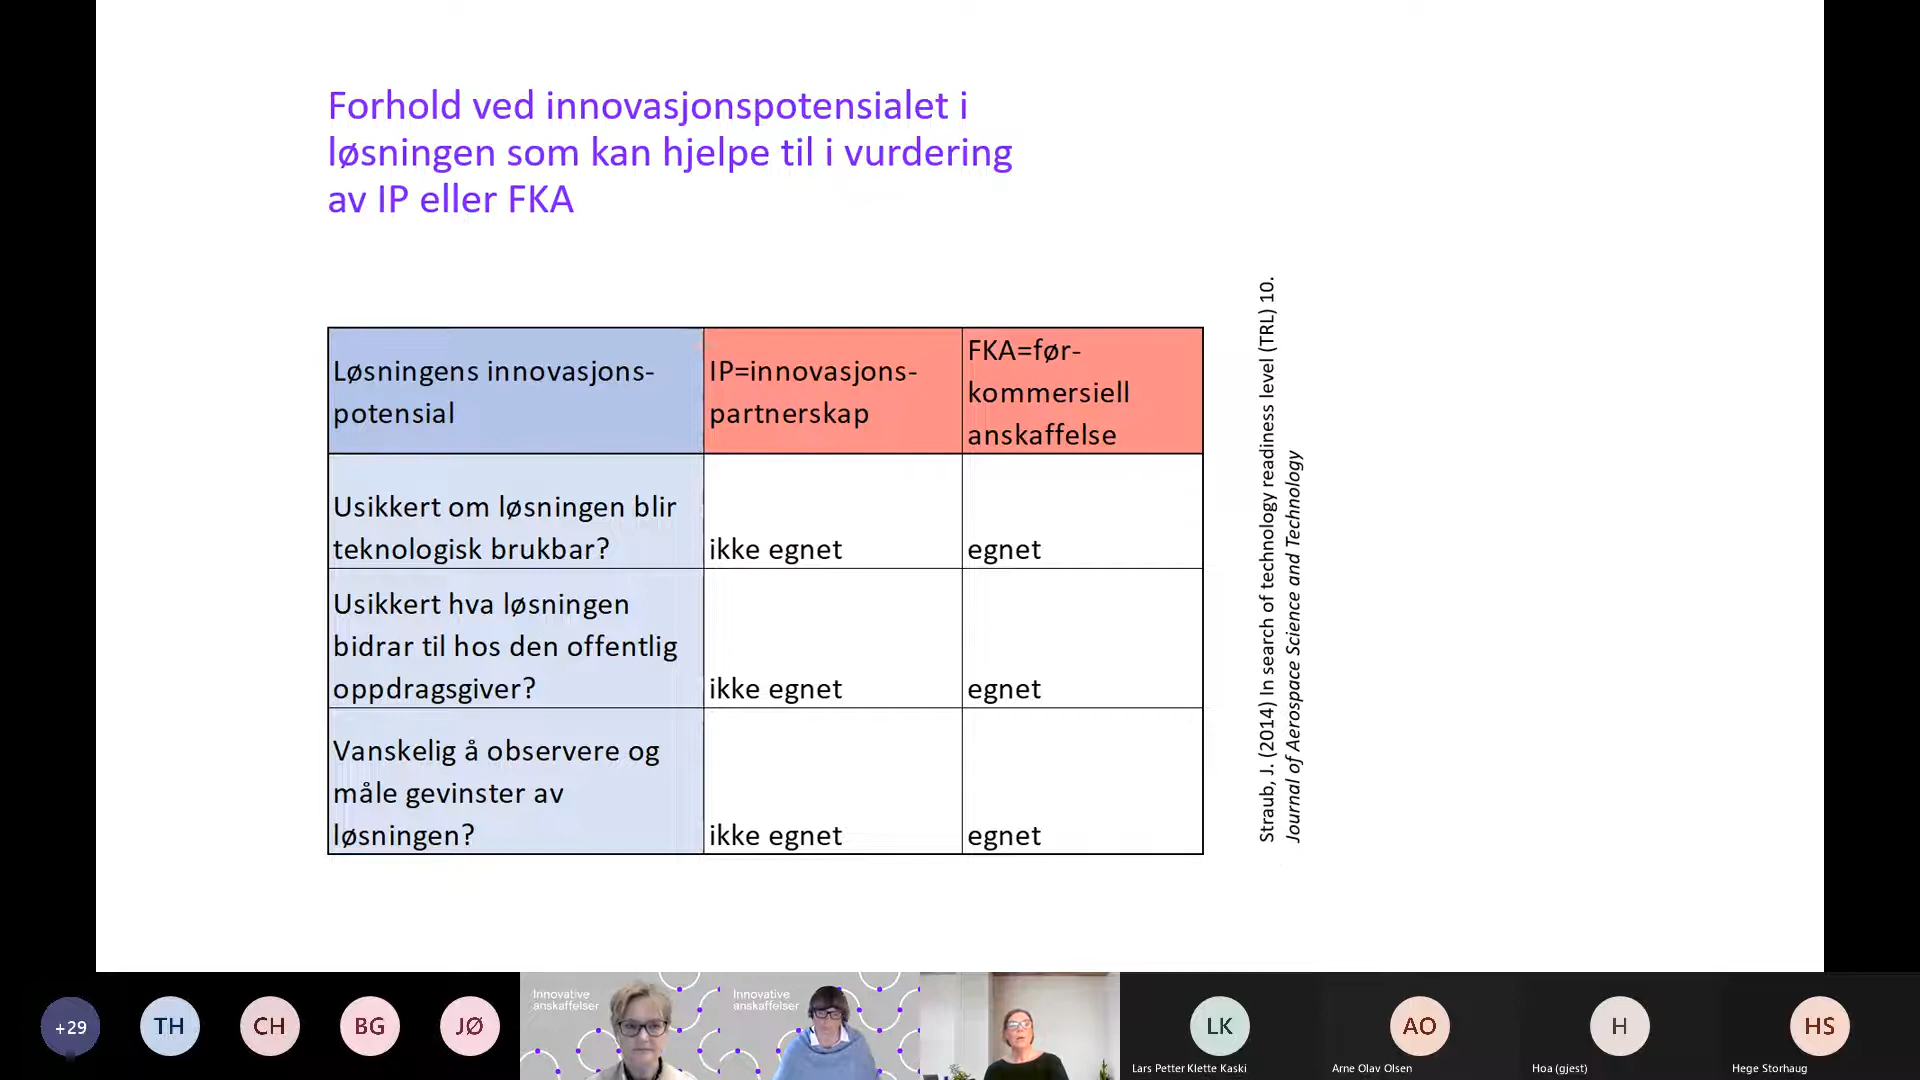 Forhold ved innovasjonspotensialet i
løsningen som kan hjelpe til i vurdering
av IP eller FKA
Løsningens innovasjons-
potensial
IP=innovasjons-
partnerskap
FKA=før-
kommersiell
anskaffelse
Usikkert om løsningen blir
teknologisk brukbar?
ikke egnet
egnet
Usikkert hva løsningen
bidrar til hos den offentlig
oppdragsgiver?
ikke egnet
egnet
Vanskelig å observere og
måle gevinster av
løsningen?
ikke egnet
egnet
Straub, J. (2014) In search of technology readiness level (TRL) 10.
Journal of Aerospace Science and Technology
+29
TH
CH
BG
JØ
Innovative
anskaffelser
Innovative
anskaffelser
LK
Lars Petter Klette Kaski
AO
Arne Olav Olsen
H
Hoa (gjest)
HS
Hege Storhaug